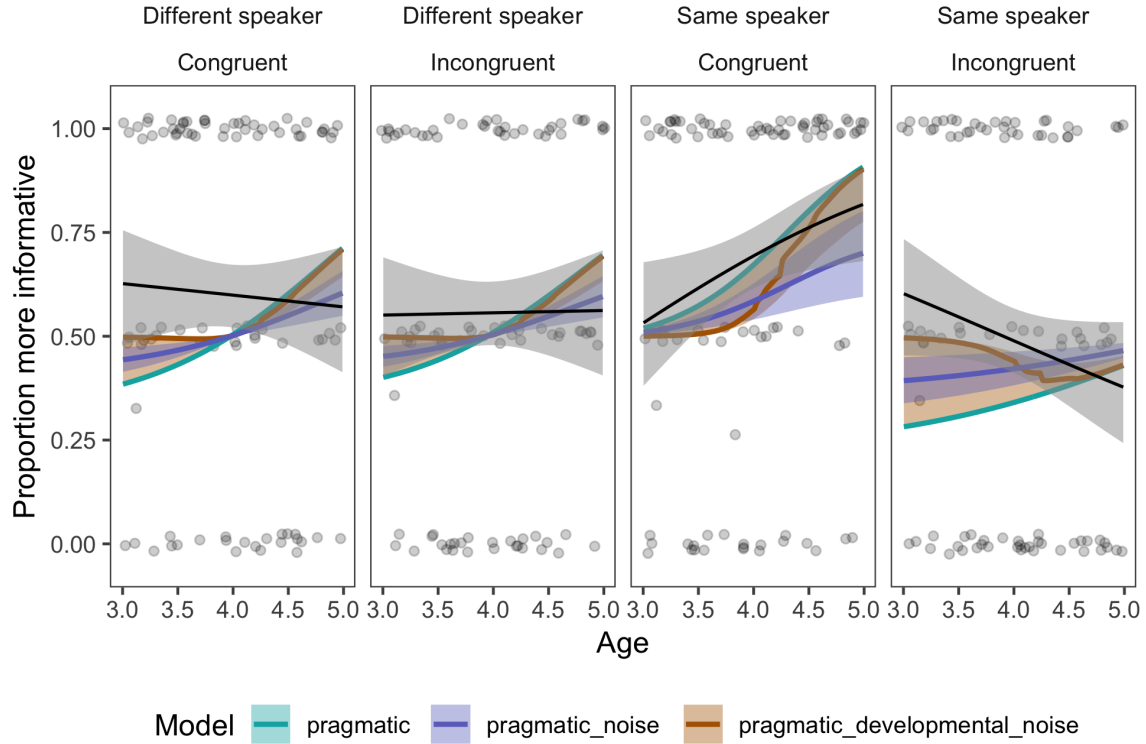 Different speaker Different speaker Same speaker Same speaker
Congruent Incongruent Congruent Incongruent
Proportion more informative
1.00
0.75
0.50
0.25
0.00
3.0 3.5 4.0 4.5 5.0 3.0 3.5 4.0 4.5 5.0 3.0 3.5 4.0 4.5 5.0 3.0 3.5 4.0 4.5 5.0
Age
Model pragmatic pragmatic_noise pragmatic_developmental_noise